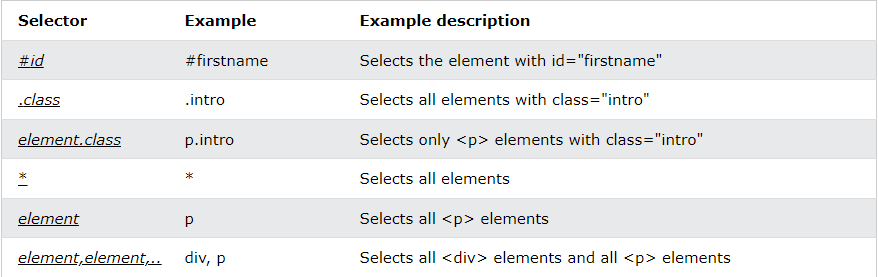 Selector Example Example description
#id #firstname Selects the element with id="firstname"
.class .intro Selects all elements with class="intro"
element.class p.intro Selects only <p> elements with class="intro"
* * Selects all elements
element p Selects all <p> elements
element,element,.. div, p Selects all <div> elements and all <p> elements